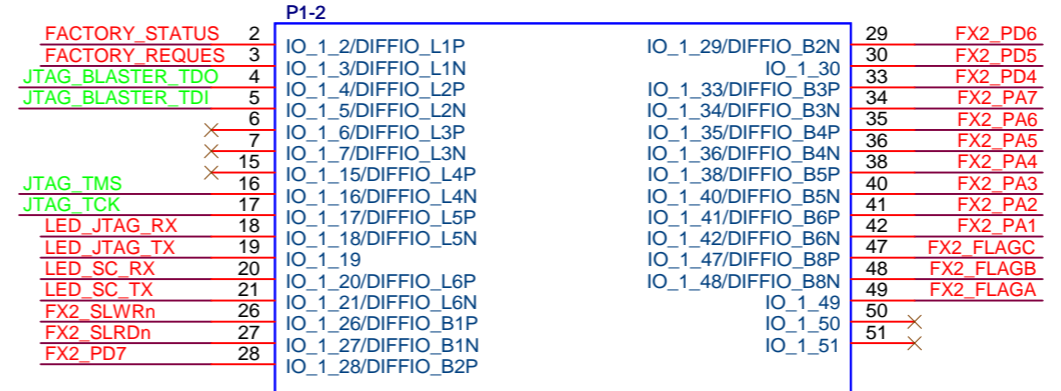 P1-2
FACTORY_STATUS 2 IO_1_2/DIFFIO_L1P IO_1_29/DIFFIO_B2N 29 FX2_PD6
FACTORY_REQUES 3 IO_1_3/DIFFIO_L1N IO_1_30 30 FX2_PD5
JTAG_BLASTER_TDO 4 IO_1_4/DIFFIO_L2P IO_1_33/DIFFIO_B3P 33 FX2_PD4
JTAG_BLASTER_TDI 5 IO_1_5/DIFFIO_L2N IO_1_34/DIFFIO_B3N 34 FX2_PA7
6 IO_1_6/DIFFIO_L3P IO_1_35/DIFFIO_B4P 35 FX2_PA6
7 IO_1_7/DIFFIO_L3N IO_1_36/DIFFIO_B4N 36 FX2_PA5
15 IO_1_15/DIFFIO_L4P IO_1_38/DIFFIO_B5P 38 FX2_PA4
JTAG_TMS 16 IO_1_16/DIFFIO_L4N IO_1_40/DIFFIO_B5N 40 FX2_PA3
JTAG_TCK 17 IO_1_17/DIFFIO_L5P IO_1_41/DIFFIO_B6P 41 FX2_PA2
LED_JTAG_RX 18 IO_1_18/DIFFIO_L5N IO_1_42/DIFFIO_B6N 42 FX2_PA1
LED_JTAG_TX 19 IO_1_19 IO_1_47/DIFFIO_B8P 47 FX2_FLAGC
LED_SC_RX 20 IO_1_20/DIFFIO_L6P IO_1_48/DIFFIO_B8N 48 FX2_FLAGB
LED_SC_TX 21 IO_1_21/DIFFIO_L6N IO_1_49 49 FX2_FLAGA
FX2_SLWRn 26 IO_1_26/DIFFIO_B1P IO_1_50 50
FX2_SLRDn 27 IO_1_27/DIFFIO_B1N IO_1_51 51
FX2_PD7 28 IO_1_28/DIFFIO_B2P